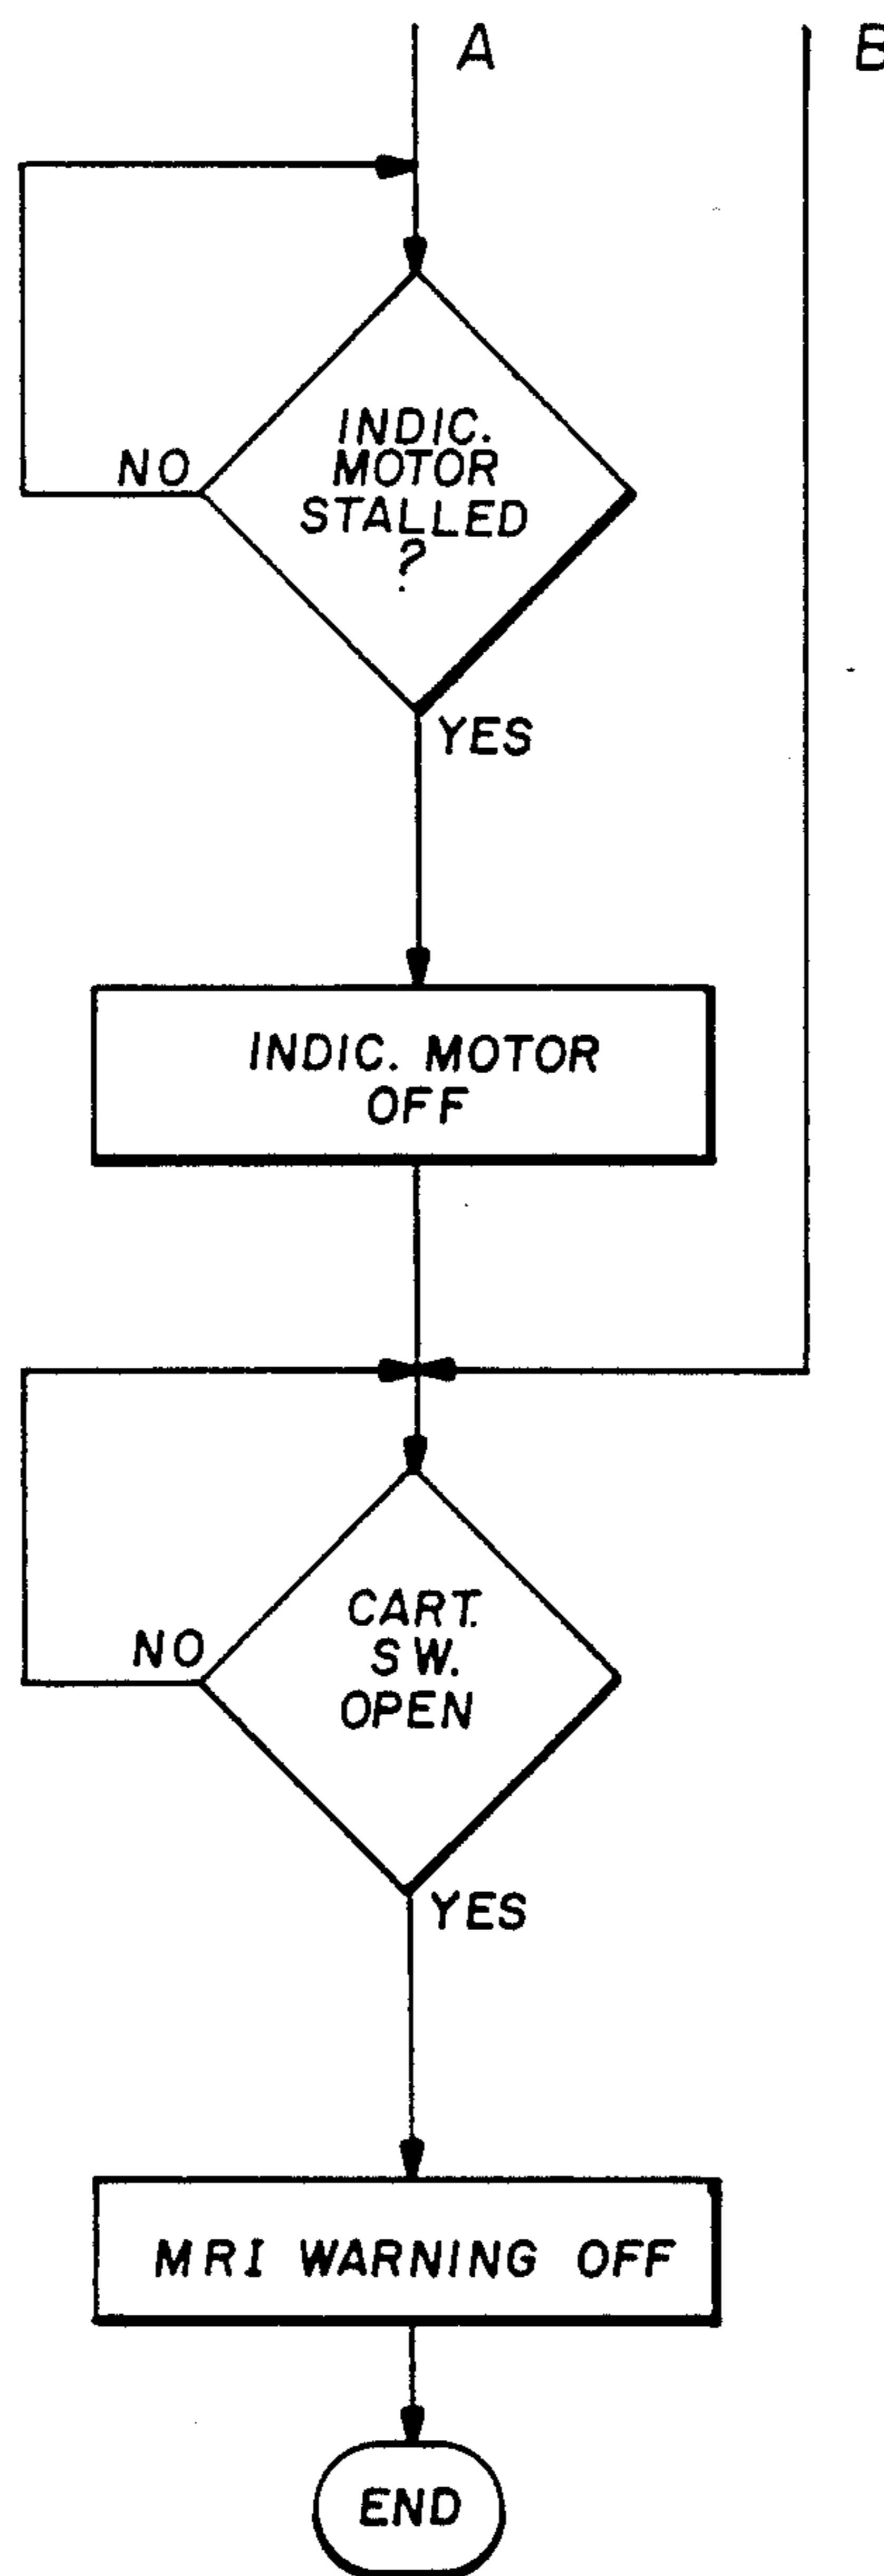 A
B
INDIC.
MOTOR
STALLED
?
NO
YES
INDIC. MOTOR
OFF
CART.
SW.
OPEN
NO
YES
MRI WARNING OFF
END